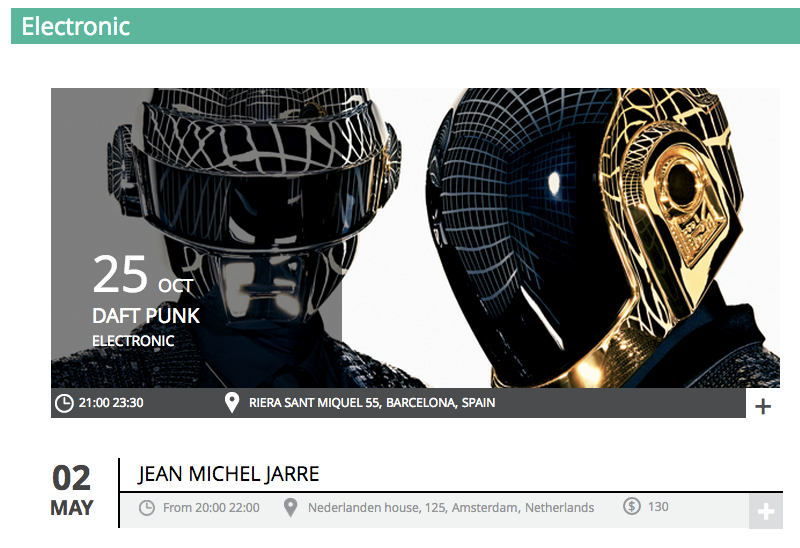 Electronic
25 OCT
DAFT PUNK
ELECTRONIC
21:00 23:30 RIERA SANT MIQUEL 55, BARCELONA, SPAIN +
02 MAY
JEAN MICHEL JARRE
From 20:00 22:00 Nederlanden house, 125, Amsterdam, Netherlands $ 130 +